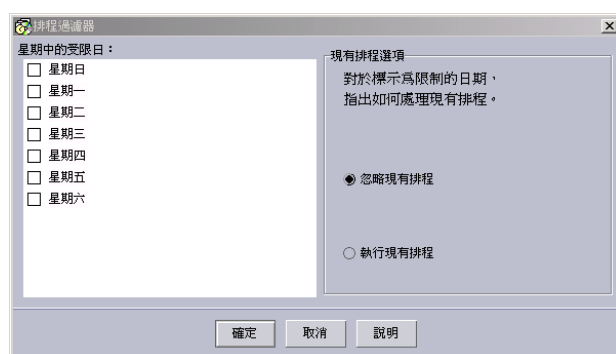 排程過濾器
星期中的受限日：
星期日
星期一
星期二
星期三
星期四
星期五
星期六
現有排程選項
對於標示為限制的日期，
指出如何處理現有排程。
忽略現有排程
執行現有排程
確定
取消
說明